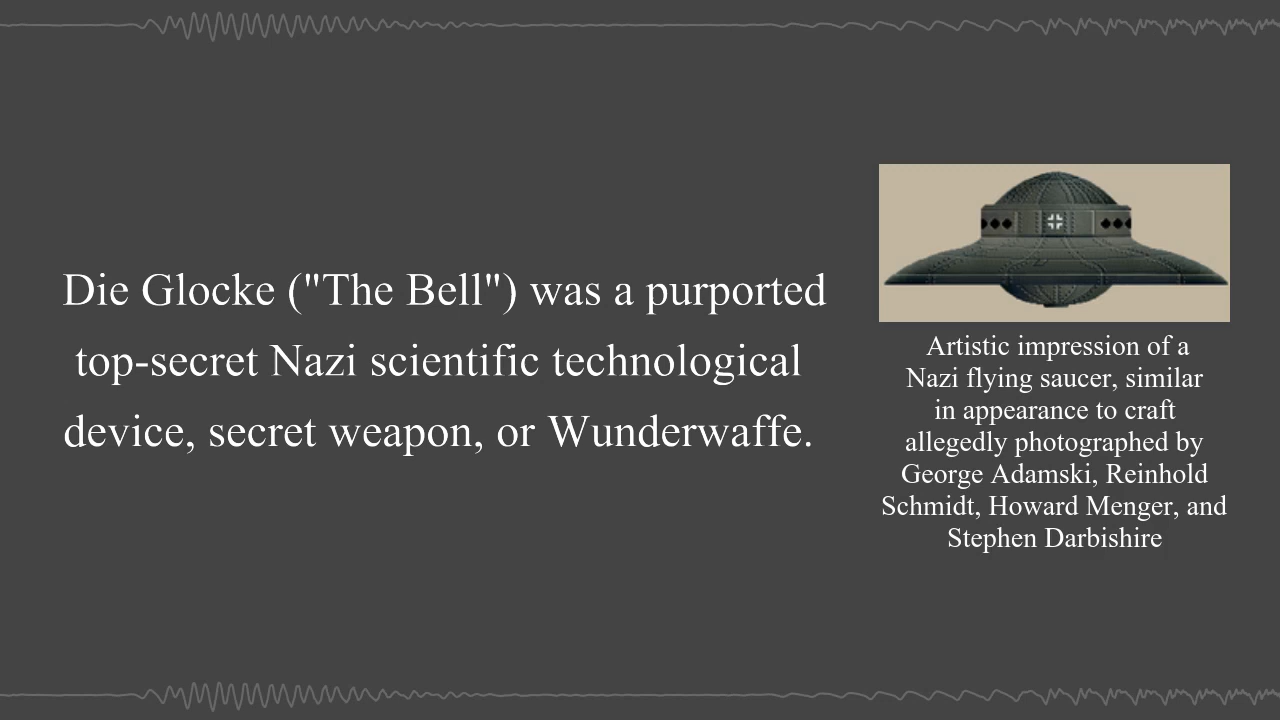 Die Glocke ("The Bell") was a purported
top-secret Nazi scientific technological
device, secret weapon, or Wunderwaffe.
Artistic impression of a
Nazi flying saucer, similar
in appearance to craft
allegedly photographed by
George Adamski, Reinhold
Schmidt, Howard Menger, and
Stephen Darbishire